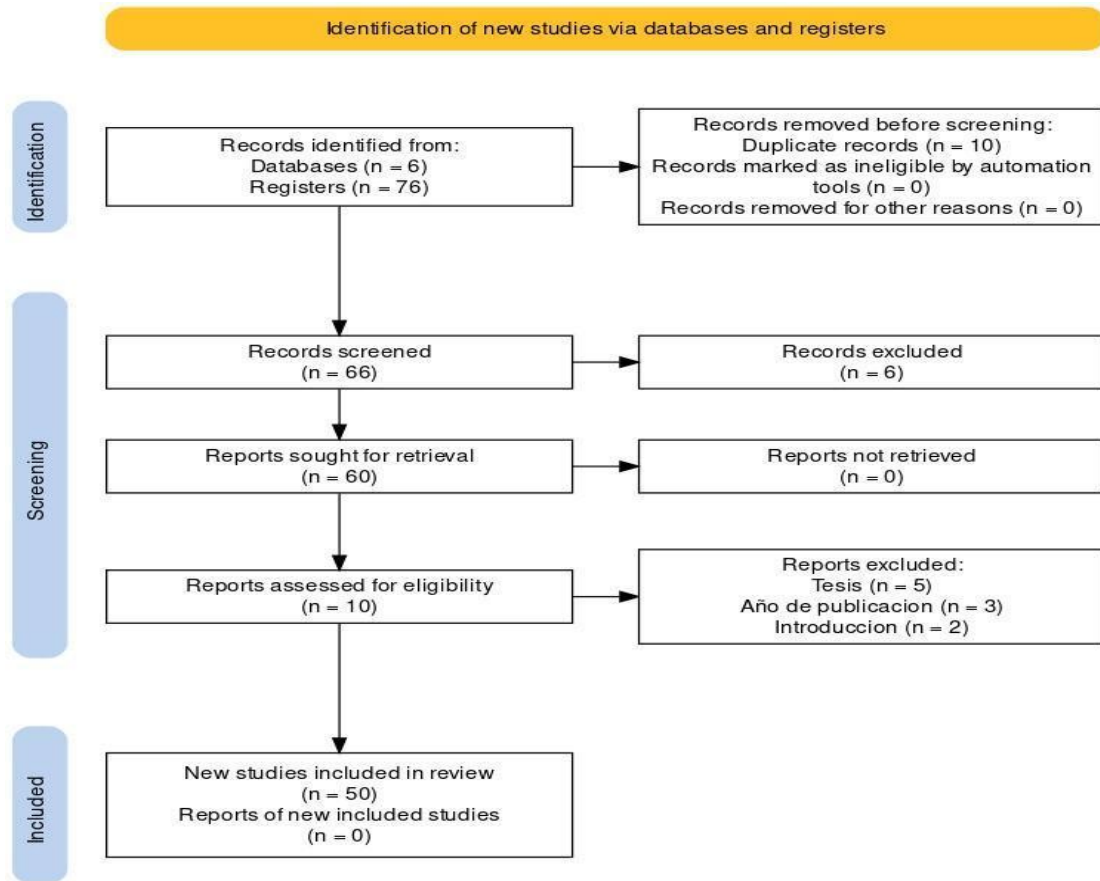 Identification of new studies via databases and registers
Identification
Records identified from:
Databases (n = 6)
Registers (n = 76)
Records removed before screening:
Duplicate records (n = 10)
Records marked as ineligible by automation
tools (n = 0)
Records removed for other reasons (n = 0)
Screening
Records screened
(n = 66)
Records excluded
(n = 6)
Reports sought for retrieval
(n = 60)
Reports not retrieved
(n = 0)
Reports assessed for eligibility
(n = 10)
Reports excluded:
Tesis (n = 5)
Año de publicacion (n = 3)
Introduccion (n = 2)
Included
New studies included in review
(n = 50)
Reports of new included studies
(n = 0)